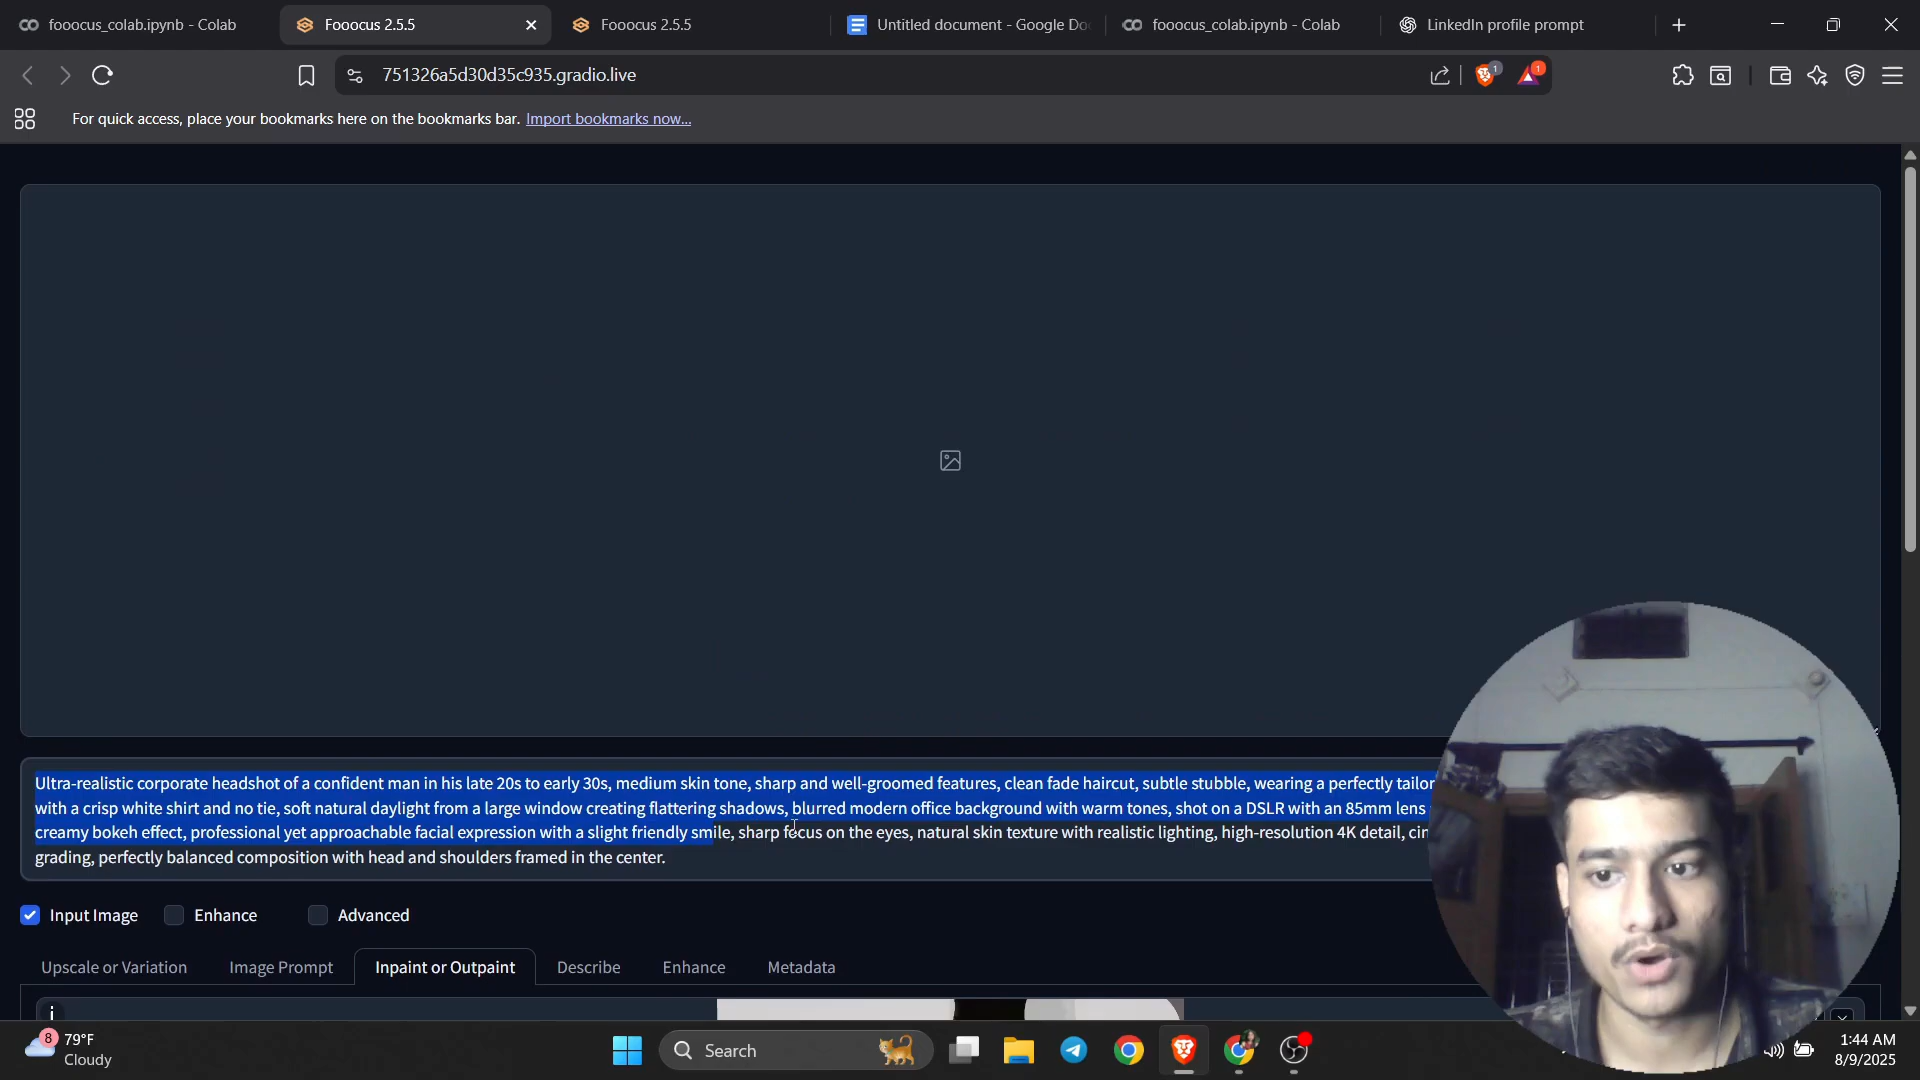 fooocus_colab.ipynb - Colab
Fooocus 2.5.5
Fooocus 2.5.5
Untitled document - Google Do
fooocus_colab.ipynb - Colab
LinkedIn profile prompt
751326a5d30d35c935.gradio.live
1
1
For quick access, place your bookmarks here on the bookmarks bar. Import bookmarks now...
Ultra-realistic corporate headshot of a confident man in his late 20s to early 30s, medium skin tone, sharp and well-groomed features, clean fade haircut, subtle stubble, wearing a perfectly tailor
with a crisp white shirt and no tie, soft natural daylight from a large window creating flattering shadows, blurred modern office background with warm tones, shot on a DSLR with an 85mm lens
creamy bokeh effect, professional yet approachable facial expression with a slight friendly smile, sharp focus on the eyes, natural skin texture with realistic lighting, high-resolution 4K detail, cin
grading, perfectly balanced composition with head and shoulders framed in the center.
Input Image
Enhance
Advanced
Upscale or Variation
Image Prompt
Inpaint or Outpaint
Describe
Enhance
Metadata
i
8
79°F
Cloudy
Search
1:44 AM
8/9/2025